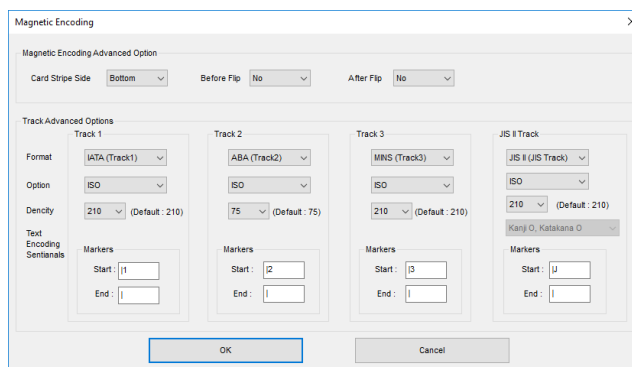 Magnetic Encoding
Magnetic Encoding Advanced Option
Card Stripe Side Bottom Before Flip No After Flip No
Track Advanced Options
Track 1 Track 2 Track 3 JIS II Track
Format IATA (Track1) ABA (Track2) MINS (Track3) JIS II (JIS Track)
Option ISO ISO ISO ISO
Dencity 210 (Default : 210) 75 (Default : 75) 210 (Default : 210) 210 (Default : 210)
Text Encoding Sentianals Kanji O, Katakana O
Markers Markers Markers Markers
Start : |1 Start : |2 Start : |3 Start : |J
End : | End : | End : | End : |
OK Cancel